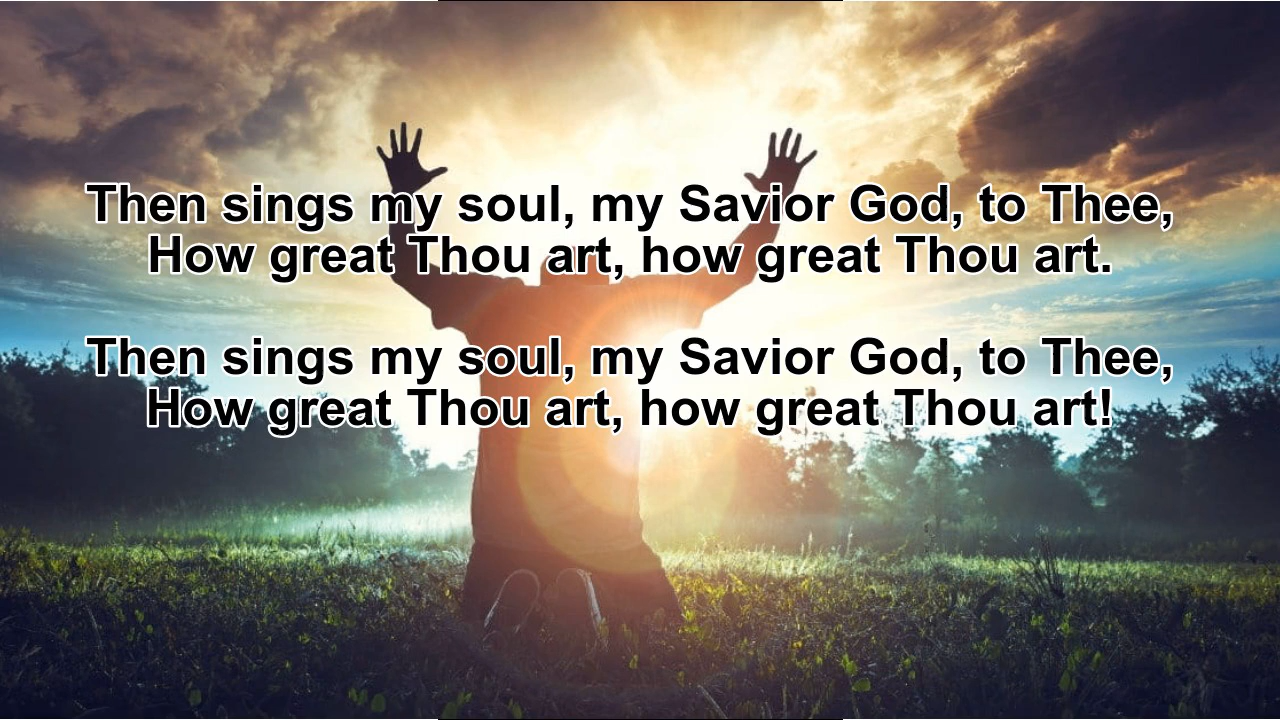 Then sings my soul, my Savior God, to Thee,
How great Thou art, how great Thou art.
Then sings my soul, my Savior God, to Thee,
How great Thou art, how great Thou art!